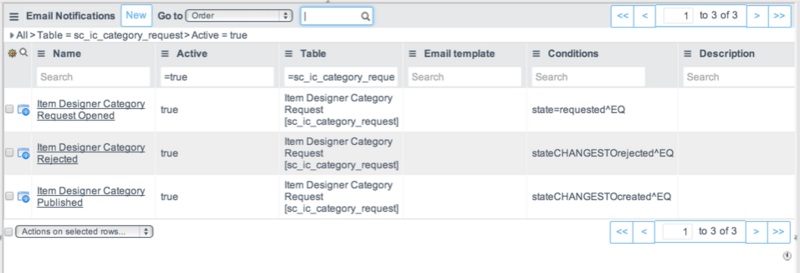 Email Notifications New Go to Order
<< < 1 to 3 of 3 > >>
All > Table = sc_ic_category_request > Active = true
Name Active Table Email template Conditions Description
Search =true =sc_ic_category_reque Search Search Search
Item Designer Category
Request Opened
true
Item Designer Category
Request
[sc_ic_category_request]
state=requested^EQ
Item Designer Category
Rejected
true
Item Designer Category
Request
[sc_ic_category_request]
stateCHANGESTOrejected^EQ
Item Designer Category
Published
true
Item Designer Category
Request
[sc_ic_category_request]
stateCHANGESTOcreated^EQ
Actions on selected rows...
<< < 1 to 3 of 3 > >>